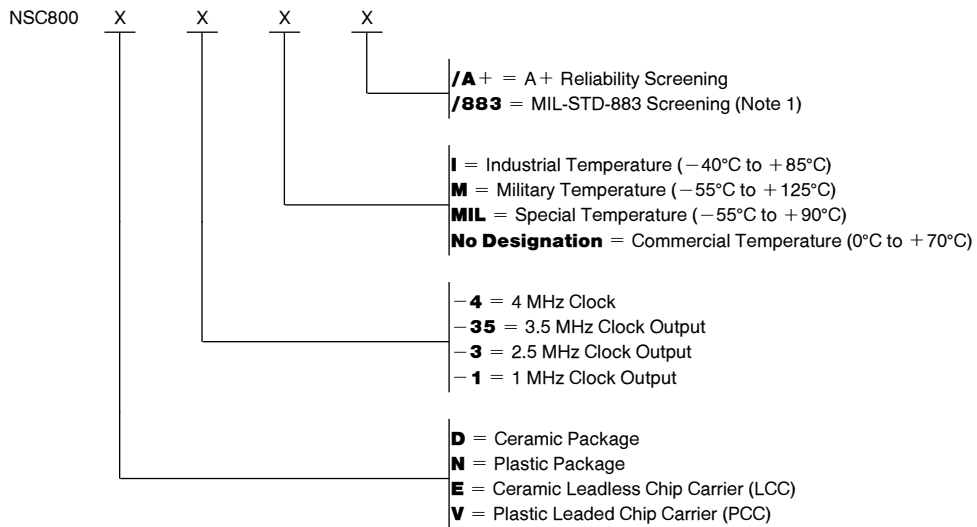 NSC800 X X X X
/A+ = A+ Reliability Screening
/883 = MIL-STD-883 Screening (Note 1)
I = Industrial Temperature (−40°C to +85°C)
M = Military Temperature (−55°C to +125°C)
MIL = Special Temperature (−55°C to +90°C)
No Designation = Commercial Temperature (0°C to +70°C)
−4 = 4 MHz Clock
−35 = 3.5 MHz Clock Output
−3 = 2.5 MHz Clock Output
−1 = 1 MHz Clock Output
D = Ceramic Package
N = Plastic Package
E = Ceramic Leadless Chip Carrier (LCC)
V = Plastic Leaded Chip Carrier (PCC)